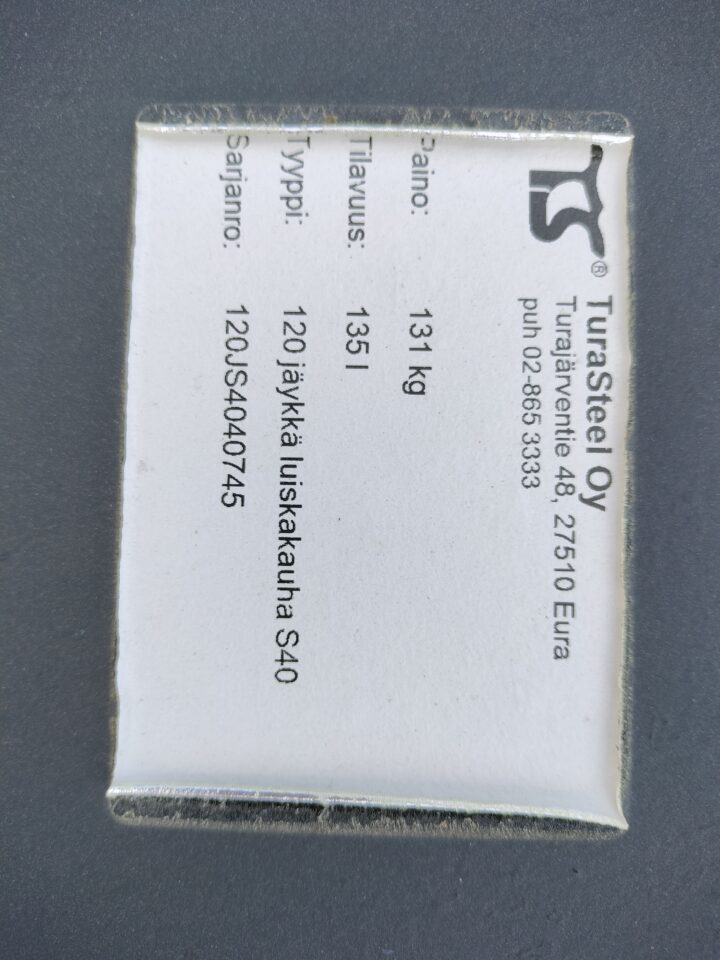 TS®
TuraSteel Oy
Turajärventie 48, 27510 Eura
puh 02-865 3333
Paino: 131 kg
Tilavuus: 135 l
Tyyppi: 120 jäykkä luiskakauha S40
Sarjanro: 120JS4040745